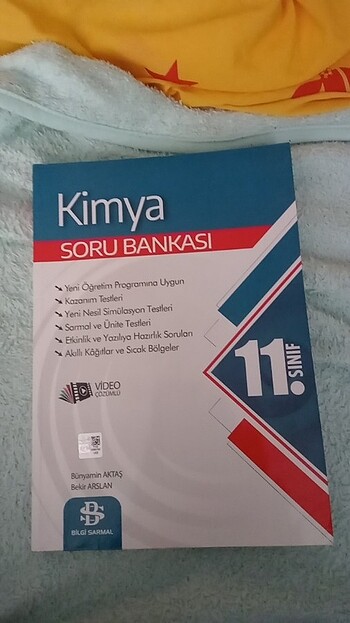 Kimya
SORU BANKASI
Yeni Öğretim Programına Uygun
Kazanım Testleri
Yeni Nesil Simülasyon Testleri
Sarmal ve Ünite Testleri
Etkinlik ve Yazılıya Hazırlık Soruları
Akıllı Kâğıtlar ve Sıcak Bölgeler
11. SINIF
VİDEO
ÇÖZÜMLÜ
Bünyamin AKTAŞ
Bekir ARSLAN
BS
BİLGİ SARMAL